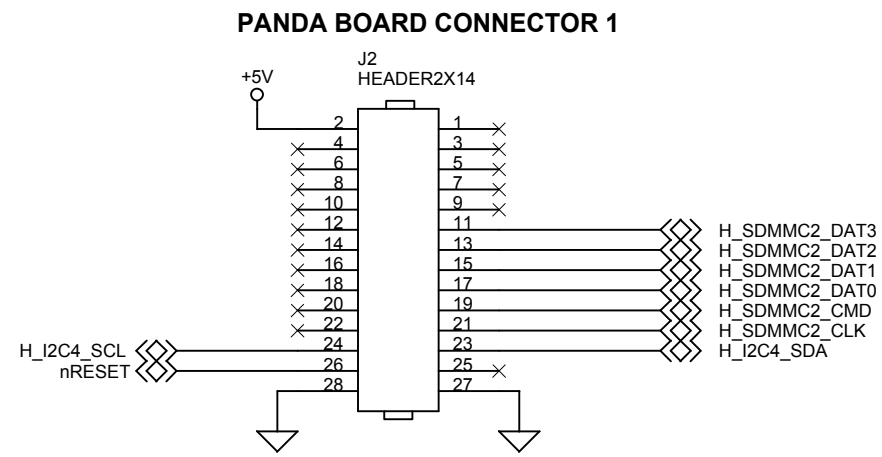 PANDA BOARD CONNECTOR 1
J2
HEADER2X14
+5V
2 1
4 3
6 5
8 7
10 9
12 11 H_SDMMC2_DAT3
14 13 H_SDMMC2_DAT2
16 15 H_SDMMC2_DAT1
18 17 H_SDMMC2_DAT0
20 19 H_SDMMC2_CMD
22 21 H_SDMMC2_CLK
H_I2C4_SCL 24 23 H_I2C4_SDA
nRESET 26 25
28 27